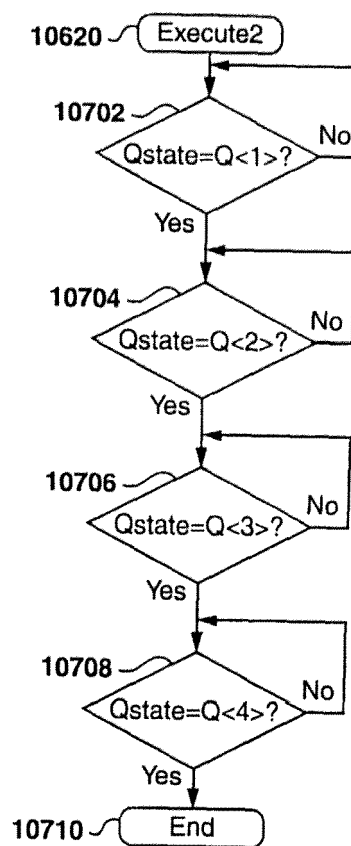 10620 Execute2
10702
Qstate=Q<1>? No
Yes
10704
Qstate=Q<2>? No
Yes
10706
Qstate=Q<3>? No
Yes
10708
Qstate=Q<4>? No
Yes
10710 End